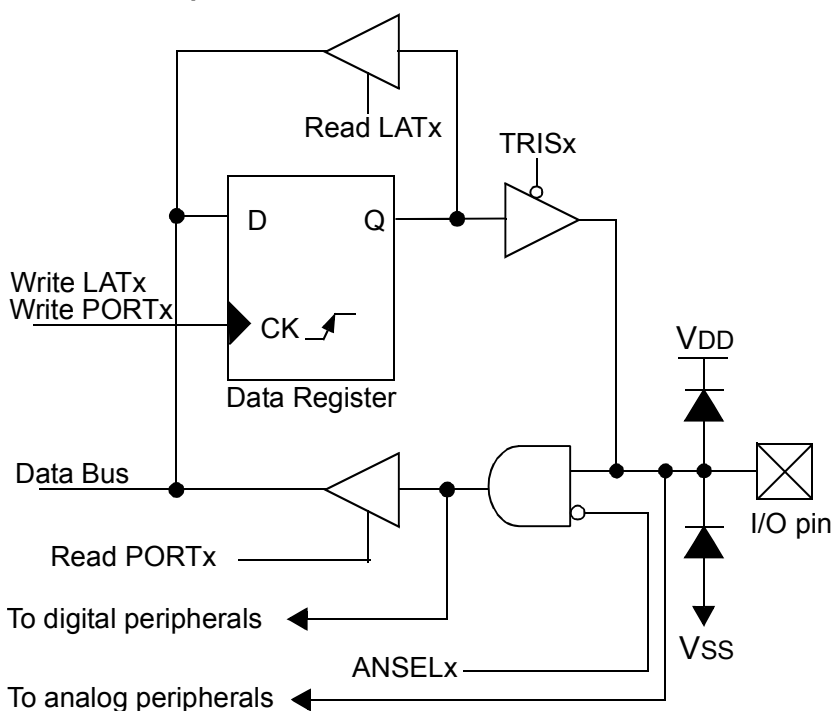 Read LATx
TRISx
D
Q
Write LATx
Write PORTx
CK
VDD
Data Register
Data Bus
I/O pin
Read PORTx
To digital peripherals
VSS
ANSELx
To analog peripherals